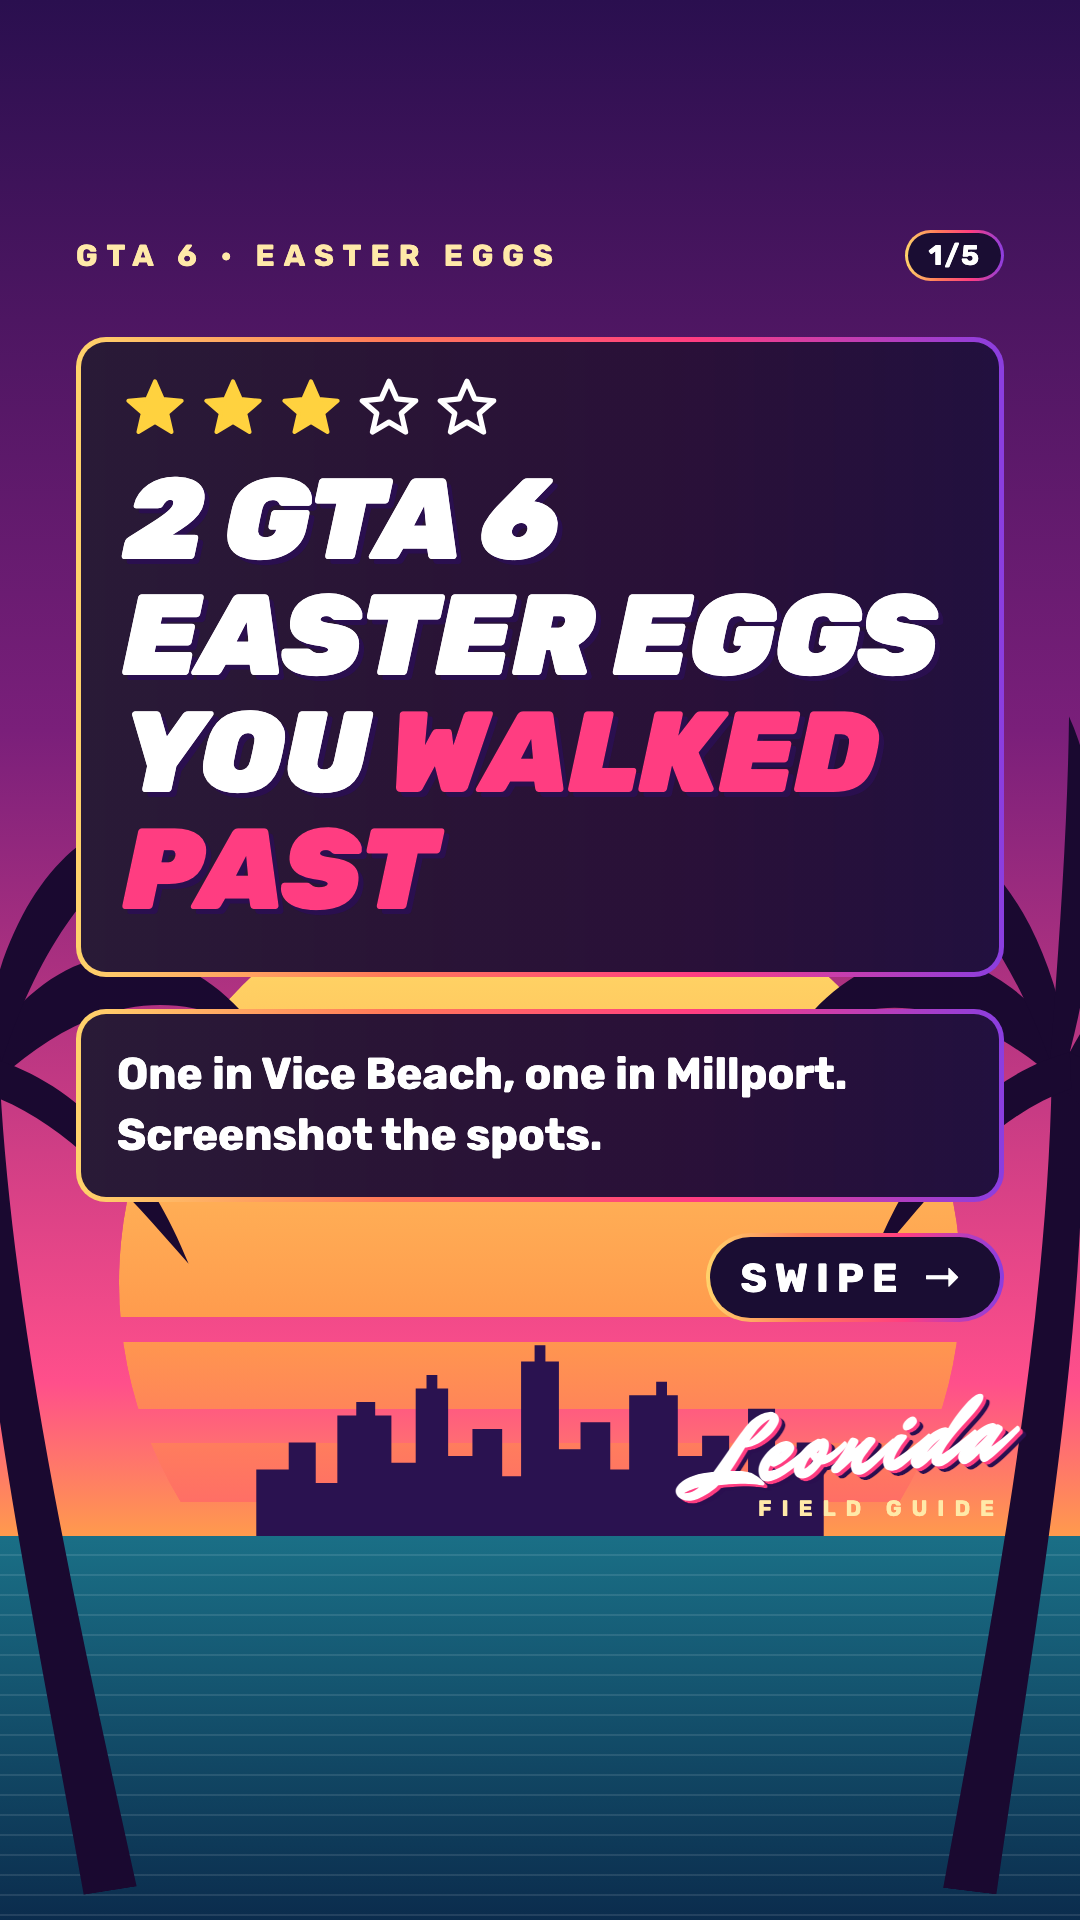 GTA 6 · EASTER EGGS
1/5
2 GTA 6
EASTER EGGS
YOU WALKED
PAST
One in Vice Beach, one in Millport.
Screenshot the spots.
SWIPE →
Leonida
FIELD GUIDE